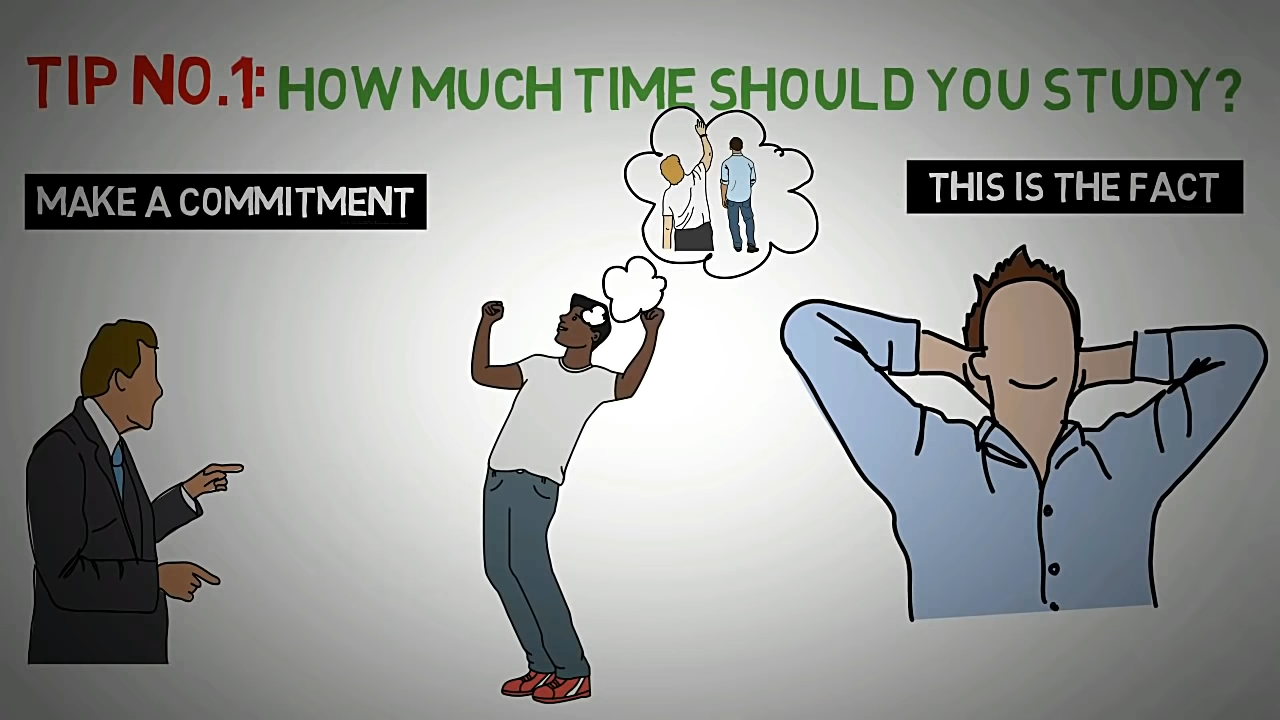 TIP NO.1: HOW MUCH TIME SHOULD YOU STUDY?
MAKE A COMMITMENT
THIS IS THE FACT